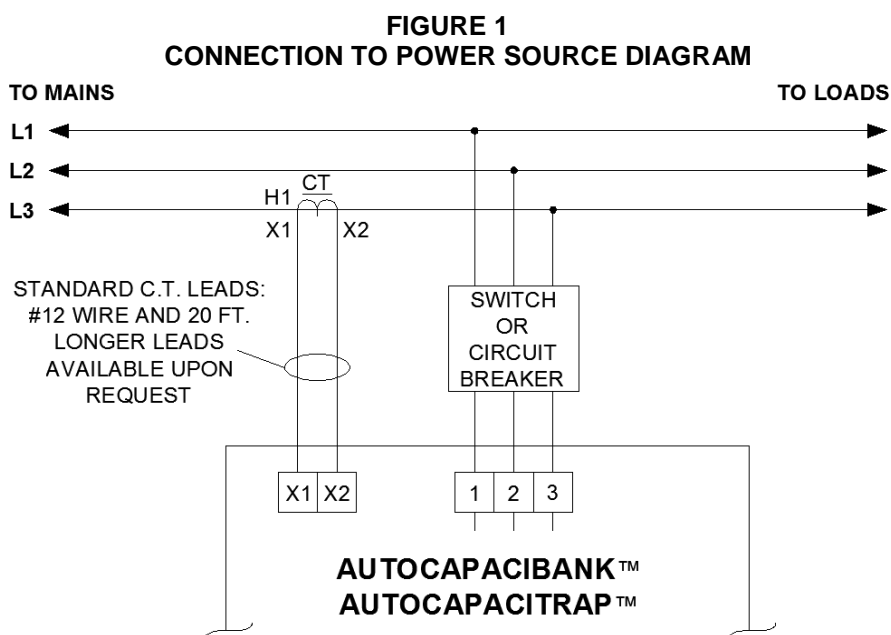 FIGURE 1
CONNECTION TO POWER SOURCE DIAGRAM
TO MAINS
TO LOADS
L1
L2
CT
H1
L3
X1
X2
STANDARD C.T. LEADS:
#12 WIRE AND 20 FT.
LONGER LEADS
AVAILABLE UPON
REQUEST
SWITCH
OR
CIRCUIT
BREAKER
X1 X2
1 2 3
AUTOCAPACIBANK™
AUTOCAPACITRAP™